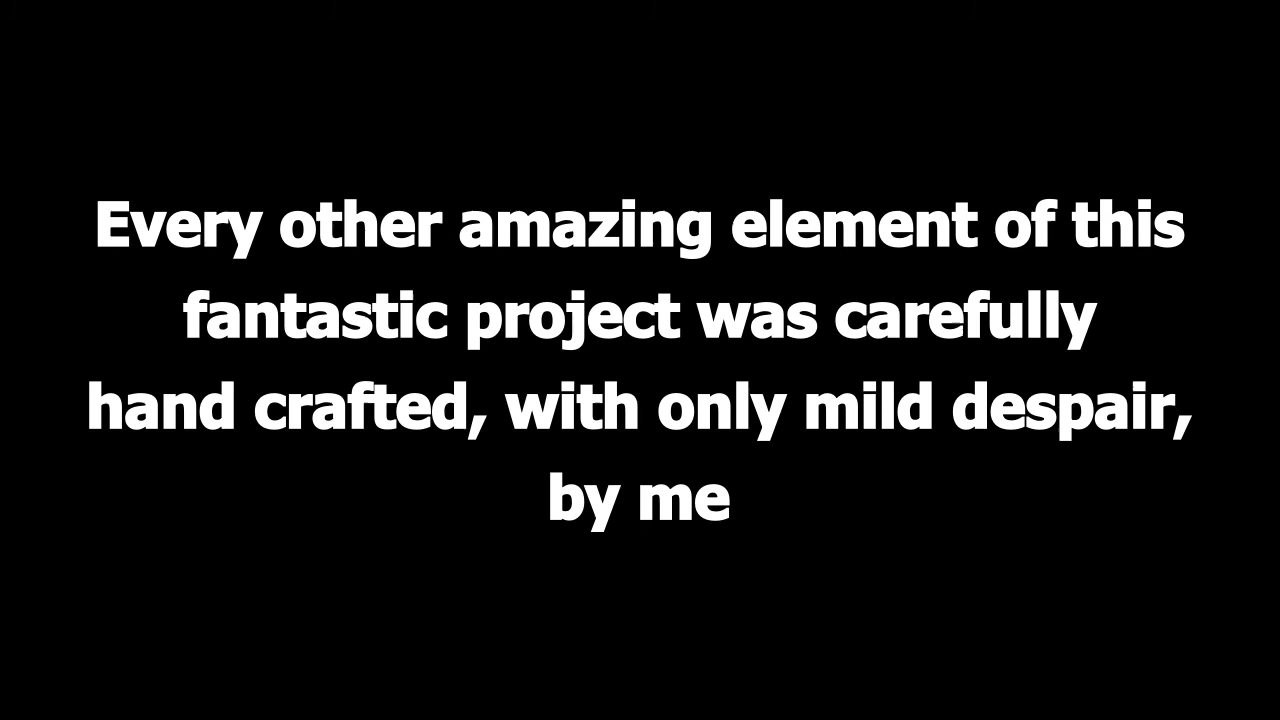 Every other amazing element of this
fantastic project was carefully
hand crafted, with only mild despair,
by me